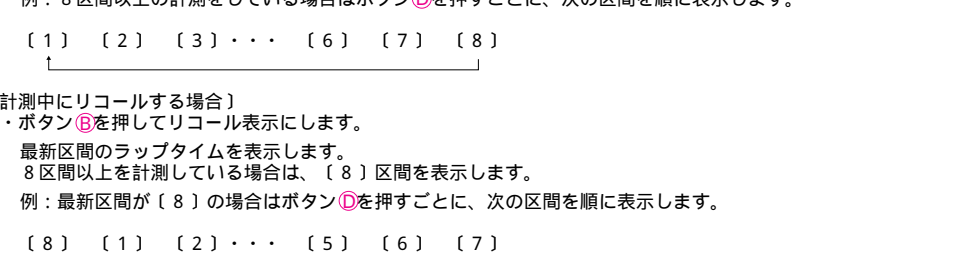 例：８区間以上の計測をしている場合はボタンⒹを押すごとに、次の区間を順に表示します。
〔１〕 〔２〕 〔３〕・・・ 〔６〕 〔７〕 〔８〕
計測中にリコールする場合〕
・ボタンⒷを押してリコール表示にします。
最新区間のラップタイムを表示します。
８区間以上を計測している場合は、〔８〕区間を表示します。
例：最新区間が〔８〕の場合はボタンⒹを押すごとに、次の区間を順に表示します。
〔８〕 〔１〕 〔２〕・・・ 〔５〕 〔６〕 〔７〕